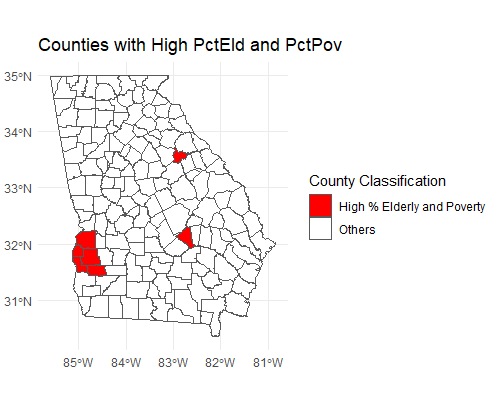 Counties with High PctEld and PctPov
35°N
34°N
33°N
32°N
31°N
85°W
84°W
83°W
82°W
81°W
County Classification
High % Elderly and Poverty
Others